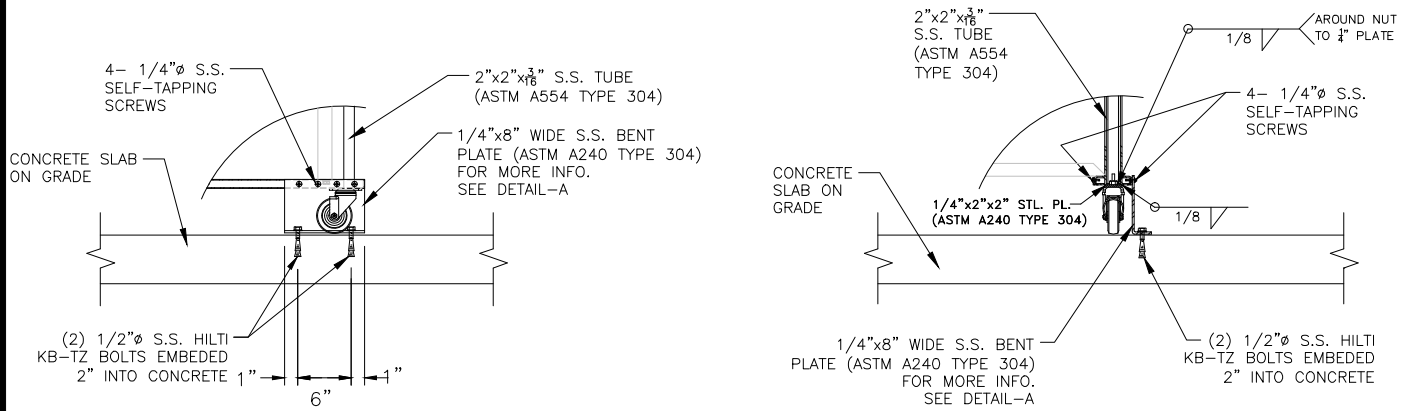 4– 1/4"ø S.S.
SELF–TAPPING
SCREWS
2"x2"x3/16" S.S. TUBE
(ASTM A554 TYPE 304)
1/4"x8" WIDE S.S. BENT
PLATE (ASTM A240 TYPE 304)
FOR MORE INFO.
SEE DETAIL–A
CONCRETE SLAB
ON GRADE
(2) 1/2"ø S.S. HILTI
KB–TZ BOLTS EMBEDED
2" INTO CONCRETE
1"
6"
1"
2"x2"x3/16"
S.S. TUBE
(ASTM A554
TYPE 304)
1/8
AROUND NUT
TO 1/4" PLATE
4– 1/4"ø S.S.
SELF–TAPPING
SCREWS
CONCRETE
SLAB ON
GRADE
1/4"x2"x2" STL. PL.
(ASTM A240 TYPE 304)
1/8
1/4"x8" WIDE S.S. BENT
PLATE (ASTM A240 TYPE 304)
FOR MORE INFO.
SEE DETAIL–A
(2) 1/2"ø S.S. HILTI
KB–TZ BOLTS EMBEDED
2" INTO CONCRETE